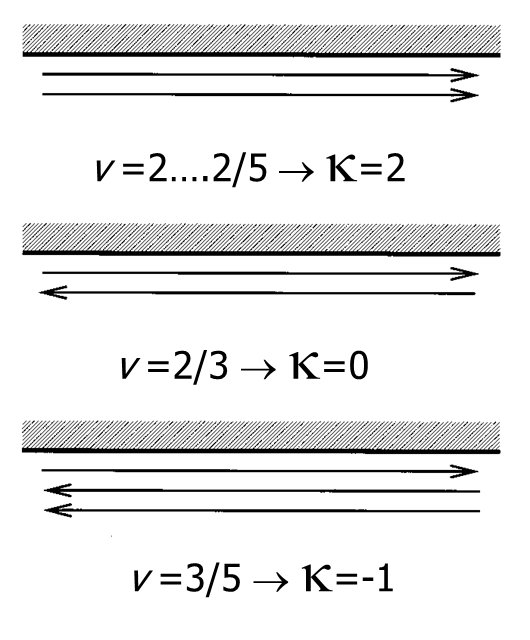 ν=2....2/5 → K=2
ν=2/3 → K=0
ν=3/5 → K=-1